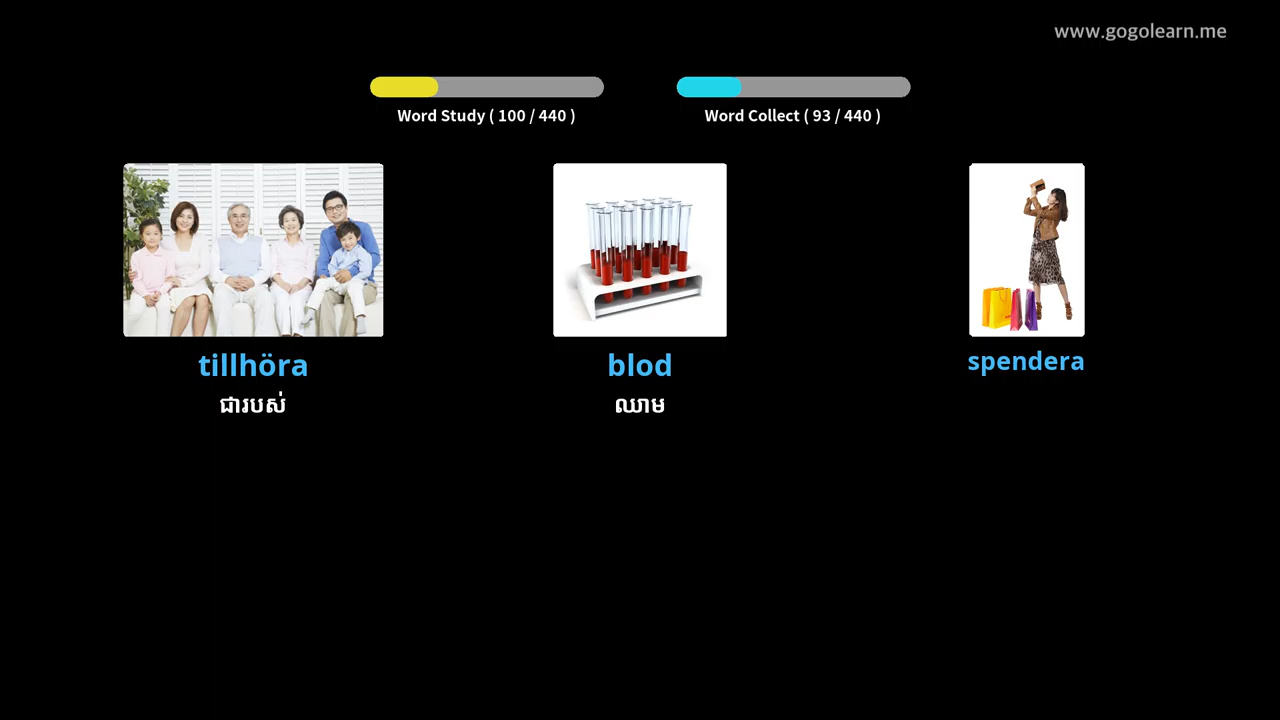 www.gogolearn.me
Word Study ( 100 / 440 )
Word Collect ( 93 / 440 )
tillhöra
blod
spendera
ជារបស់
ឈាម